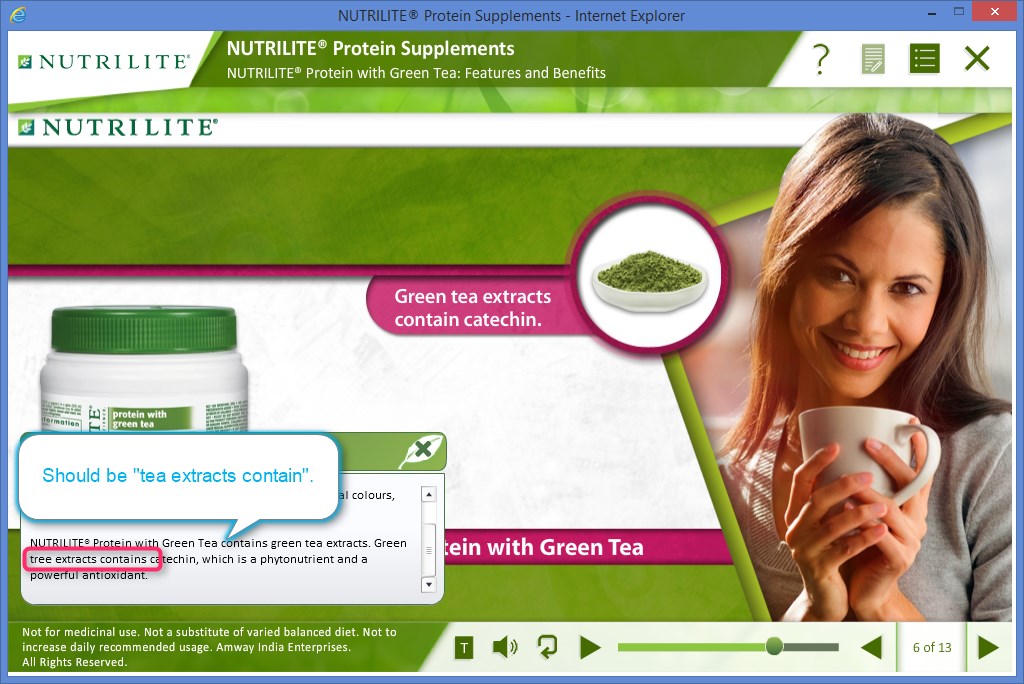 NUTRILITE® Protein Supplements - Internet Explorer
NUTRILITE®
NUTRILITE® Protein Supplements
NUTRILITE® Protein with Green Tea: Features and Benefits
?
NUTRILITE®
Green tea extracts
contain catechin.
protein with
green tea
Should be "tea extracts contain".
colours,
NUTRILITE® Protein with Green Tea contains green tea extracts. Green
tree extracts contains catechin, which is a phytonutrient and a
powerful antioxidant.
with Green Tea
Not for medicinal use. Not a substitute of varied balanced diet. Not to
increase daily recommended usage. Amway India Enterprises.
All Rights Reserved.
T
6 of 13